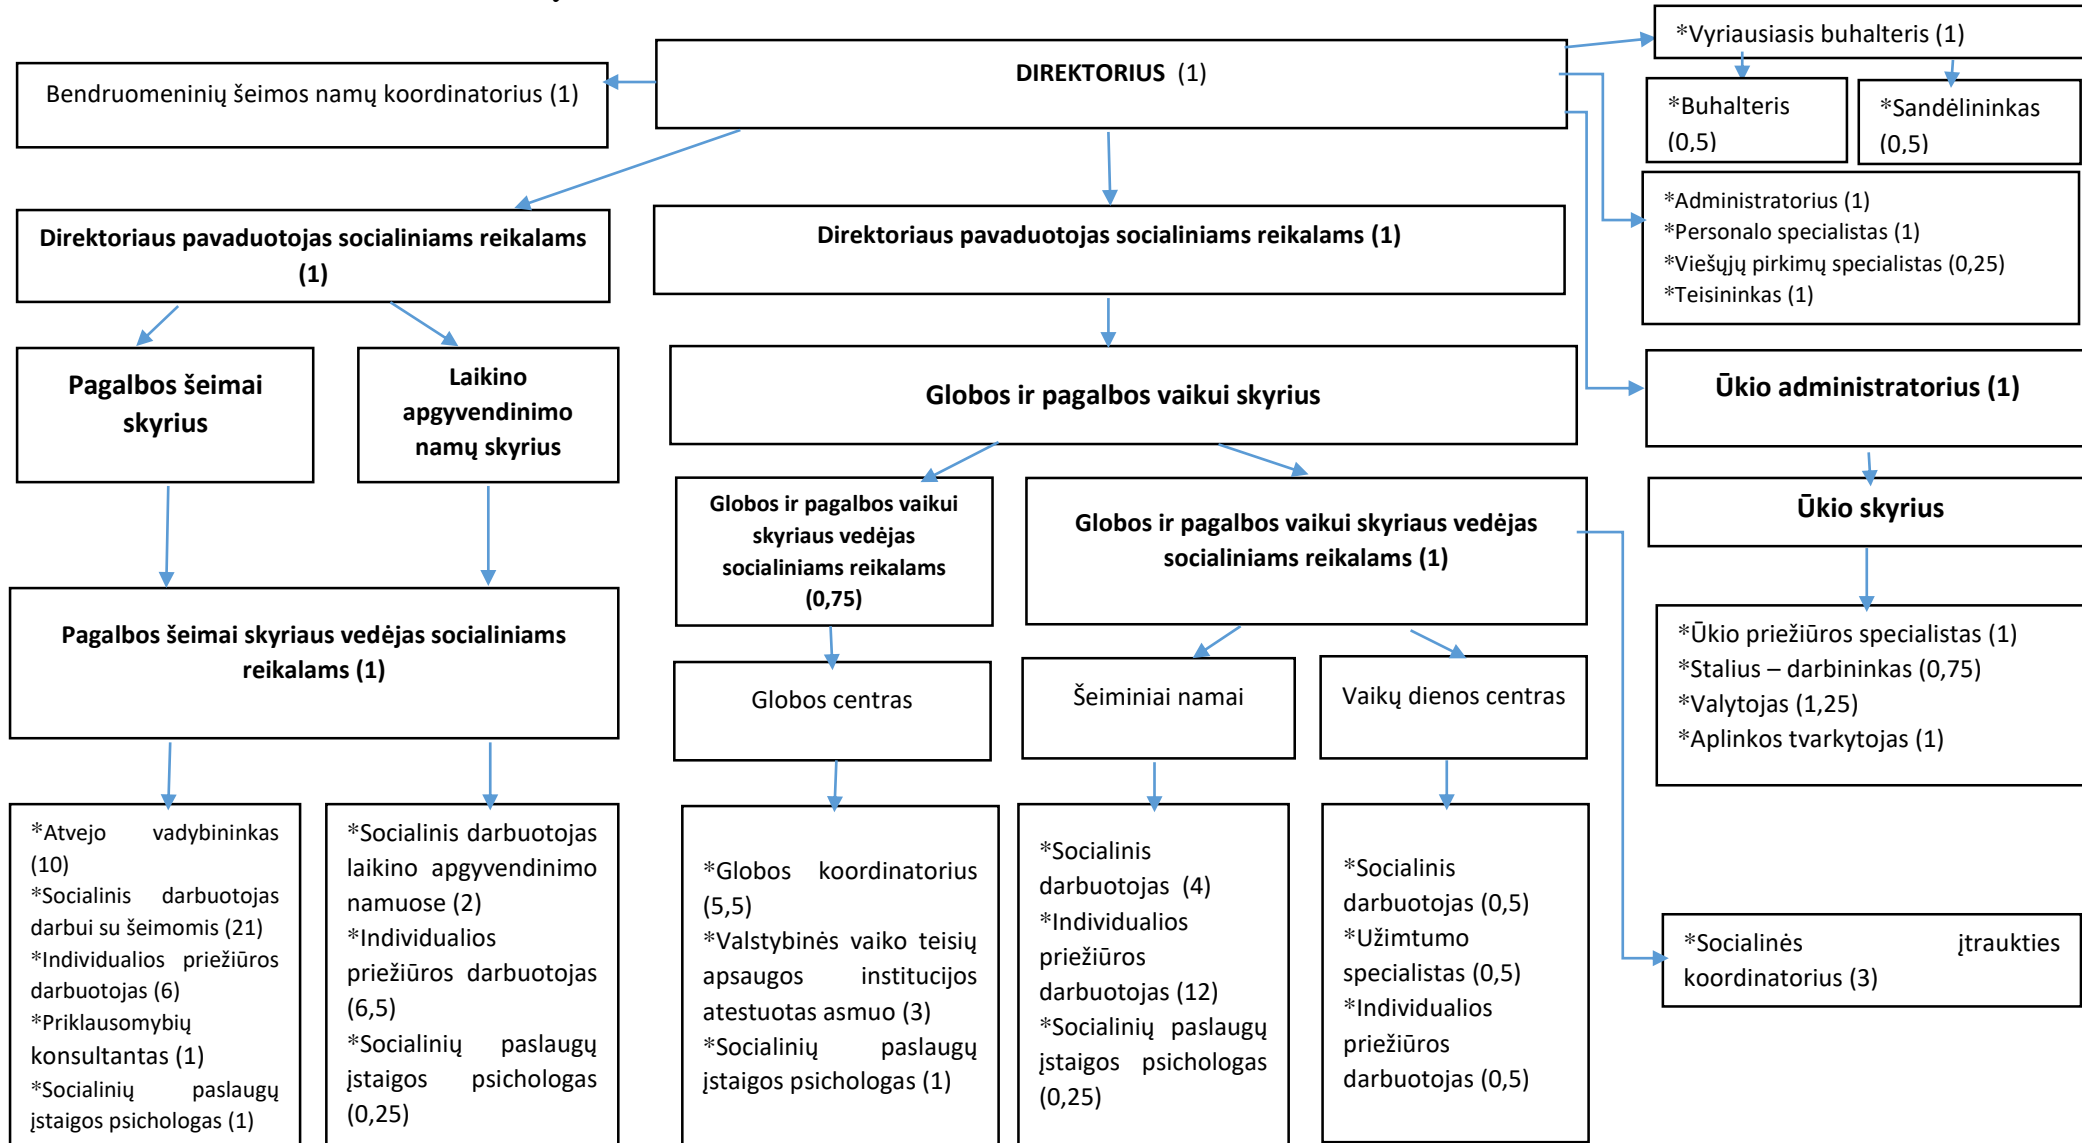 *Vyriausiasis buhalteris (1)
DIREKTORIUS (1)
Bendruomeninių šeimos namų koordinatorius (1)
*Buhalteris
(0,5)
*Sandėlininkas
(0,5)
*Administratorius (1)
*Personalo specialistas (1)
*Viešųjų pirkimų specialistas (0,25)
*Teisininkas (1)
Direktoriaus pavaduotojas socialiniams reikalams
(1)
Direktoriaus pavaduotojas socialiniams reikalams (1)
Pagalbos šeimai
skyrius
Laikino
apgyvendinimo
namų skyrius
Globos ir pagalbos vaikui skyrius
Ūkio administratorius (1)
Globos ir pagalbos vaikui
skyriaus vedėjas
socialiniams reikalams
(0,75)
Globos ir pagalbos vaikui skyriaus vedėjas
socialiniams reikalams (1)
Ūkio skyrius
Pagalbos šeimai skyriaus vedėjas socialiniams
reikalams (1)
Globos centras
Šeiminiai namai
Vaikų dienos centras
*Ūkio priežiūros specialistas (1)
*Stalius – darbininkas (0,75)
*Valytojas (1,25)
*Aplinkos tvarkytojas (1)
*Atvejo vadybininkas
(10)
*Socialinis darbuotojas
darbui su šeimomis (21)
*Individualios priežiūros
darbuotojas (6)
*Priklausomybių
konsultantas (1)
*Socialinių paslaugų
įstaigos psichologas (1)
*Socialinis darbuotojas
laikino apgyvendinimo
namuose (2)
*Individualios
priežiūros darbuotojas
(6,5)
*Socialinių paslaugų
įstaigos psichologas
(0,25)
*Globos koordinatorius
(5,5)
*Valstybinės vaiko teisių
apsaugos institucijos
atestuotas asmuo (3)
*Socialinių paslaugų
įstaigos psichologas (1)
*Socialinis
darbuotojas (4)
*Individualios
priežiūros
darbuotojas (12)
*Socialinių paslaugų
įstaigos psichologas
(0,25)
*Socialinis
darbuotojas (0,5)
*Užimtumo
specialistas (0,5)
*Individualios
priežiūros
darbuotojas (0,5)
*Socialinės įtraukties
koordinatorius (3)